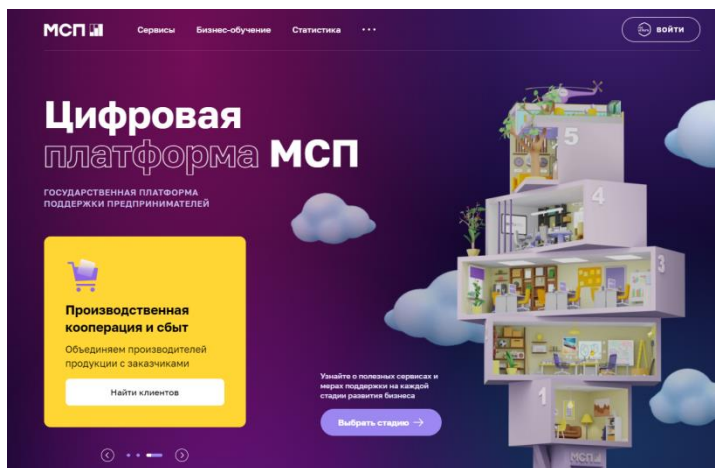 МСП
Сервисы
Бизнес-обучение
Статистика
ВОЙТИ
Цифровая
платформа МСП
ГОСУДАРСТВЕННАЯ ПЛАТФОРМА
ПОДДЕРЖКИ ПРЕДПРИНИМАТЕЛЕЙ
Производственная
кооперация и сбыт
Объединяем производителей
продукции с заказчиками
Найти клиентов
Узнайте о полезных сервисах и
мерах поддержки на каждой
стадии развития бизнеса
Выбрать стадию →
5
4
3
1
МСП